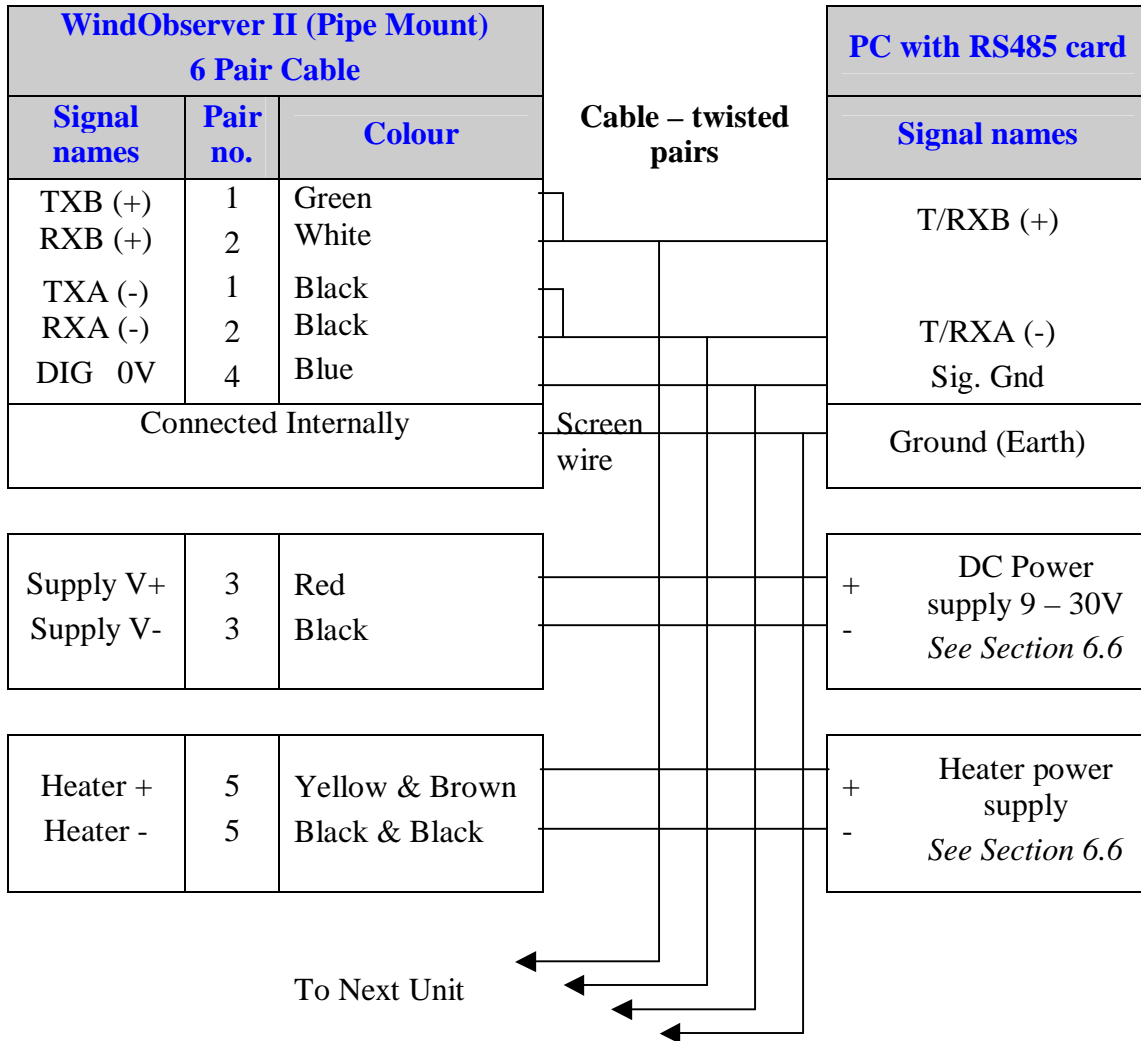 WindObserver II (Pipe Mount)
6 Pair Cable
PC with RS485 card
Signal names
Pair no.
Colour
Cable – twisted
pairs
Signal names
TXB (+) 1 Green
RXB (+) 2 White
T/RXB (+)
TXA (-) 1 Black
RXA (-) 2 Black
T/RXA (-)
DIG 0V 4 Blue
Sig. Gnd
Connected Internally
Screen
wire
Ground (Earth)
Supply V+ 3 Red
Supply V- 3 Black
+
-
DC Power
supply 9 – 30V
See Section 6.6
Heater + 5 Yellow & Brown
Heater - 5 Black & Black
+
-
Heater power
supply
See Section 6.6
To Next Unit